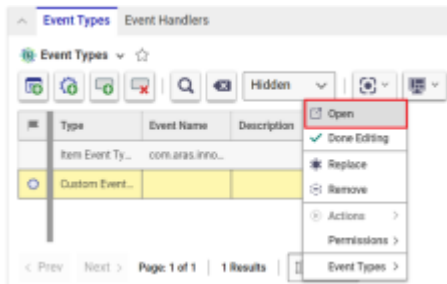 Event Types Event Handlers
Event Types
Hidden
Type Event Name Description
Item Event Ty... com.aras.inno...
Custom Event...
Open
Done Editing
Replace
Remove
Actions >
Permissions >
Event Types >
< Prev Next > Page: 1 of 1 1 Results